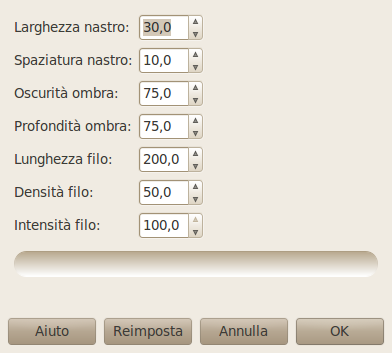 Larghezza nastro: 30,0
Spaziatura nastro: 10,0
Oscurità ombra: 75,0
Profondità ombra: 75,0
Lunghezza filo: 200,0
Densità filo: 50,0
Intensità filo: 100,0
Aiuto Reimposta Annulla OK